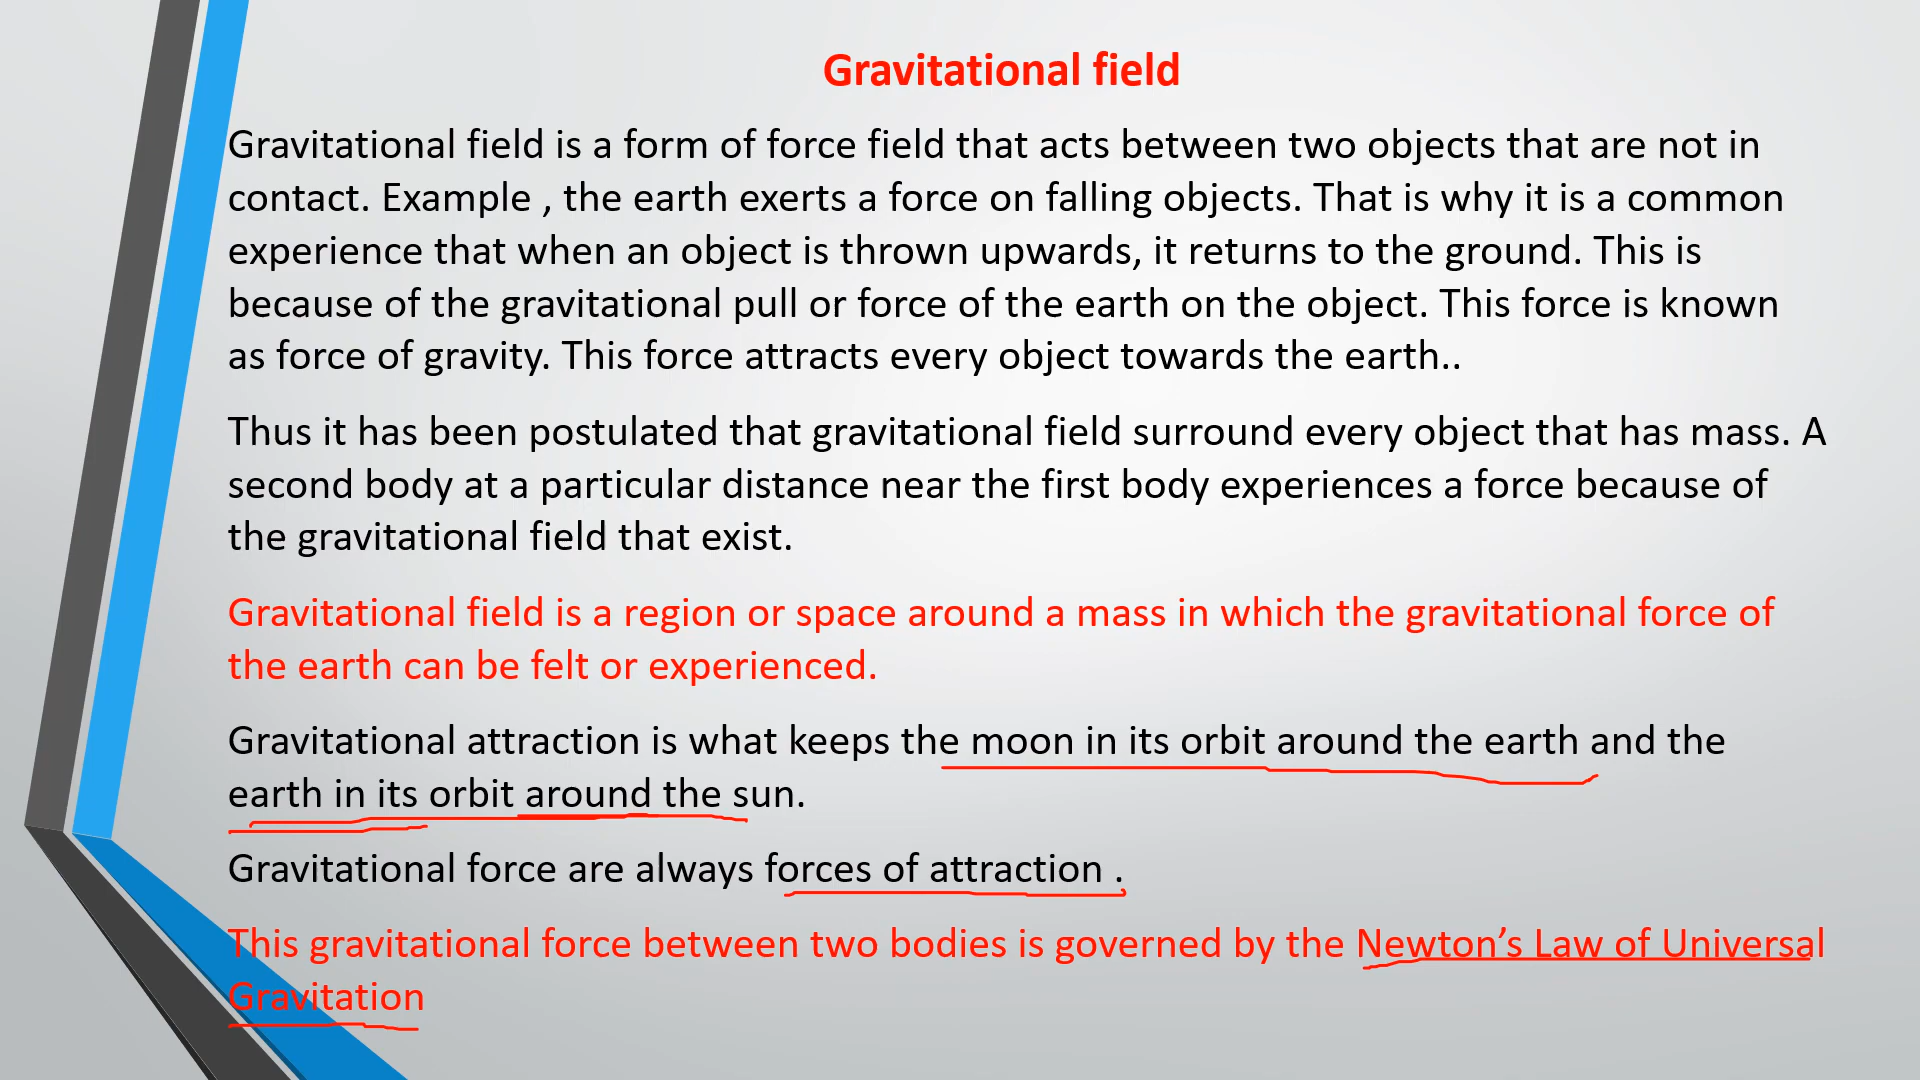 Gravitational field
Gravitational field is a form of force field that acts between two objects that are not in
contact. Example , the earth exerts a force on falling objects. That is why it is a common
experience that when an object is thrown upwards, it returns to the ground. This is
because of the gravitational pull or force of the earth on the object. This force is known
as force of gravity. This force attracts every object towards the earth..
Thus it has been postulated that gravitational field surround every object that has mass. A
second body at a particular distance near the first body experiences a force because of
the gravitational field that exist.
Gravitational field is a region or space around a mass in which the gravitational force of
the earth can be felt or experienced.
Gravitational attraction is what keeps the moon in its orbit around the earth and the
earth in its orbit around the sun.
Gravitational force are always forces of attraction .
This gravitational force between two bodies is governed by the Newton’s Law of Universal
Gravitation